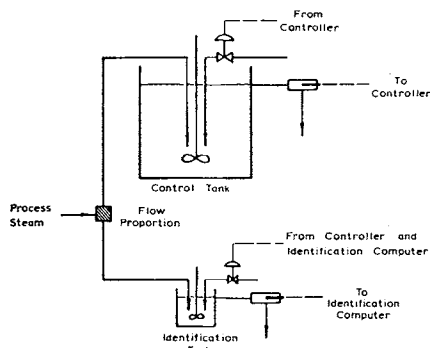 From
Controller
To
Controller
Control Tank
Process
Steam
Flow
Proportion
From Controller and
Identification Computer
To
Identification
Computer
Identification